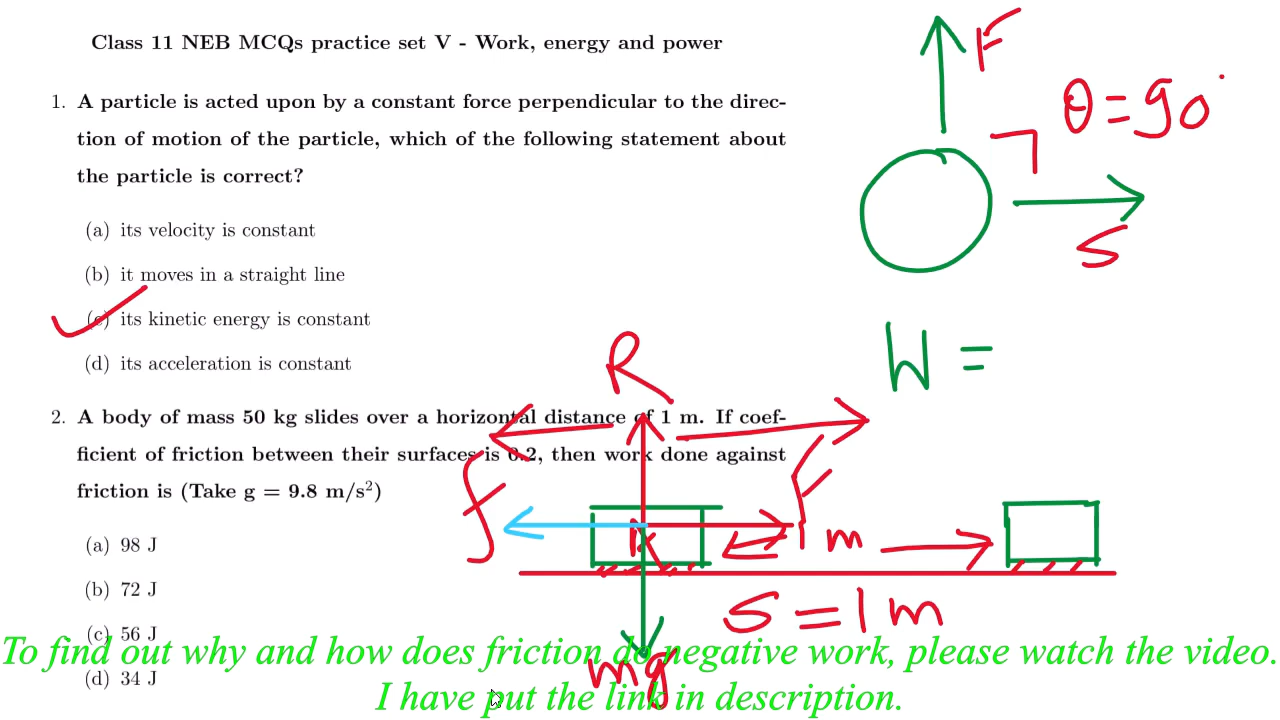 Class 11 NEB MCQs practice set V - Work, energy and power
1. A particle is acted upon by a constant force perpendicular to the direc-
tion of motion of the particle, which of the following statement about
the particle is correct?
(a) its velocity is constant
(b) it moves in a straight line
(c) its kinetic energy is constant
(d) its acceleration is constant
2. A body of mass 50 kg slides over a horizontal distance of 1 m. If coef-
ficient of friction between their surfaces is 0.2, then work done against
friction is (Take g = 9.8 m/s²)
(a) 98 J
(b) 72 J
(c) 56 J
(d) 34 J
F
θ = 90°
S
W =
R
f
F
m
S = 1 m
mg
To find out why and how does friction do negative work, please watch the video.
I have put the link in description.